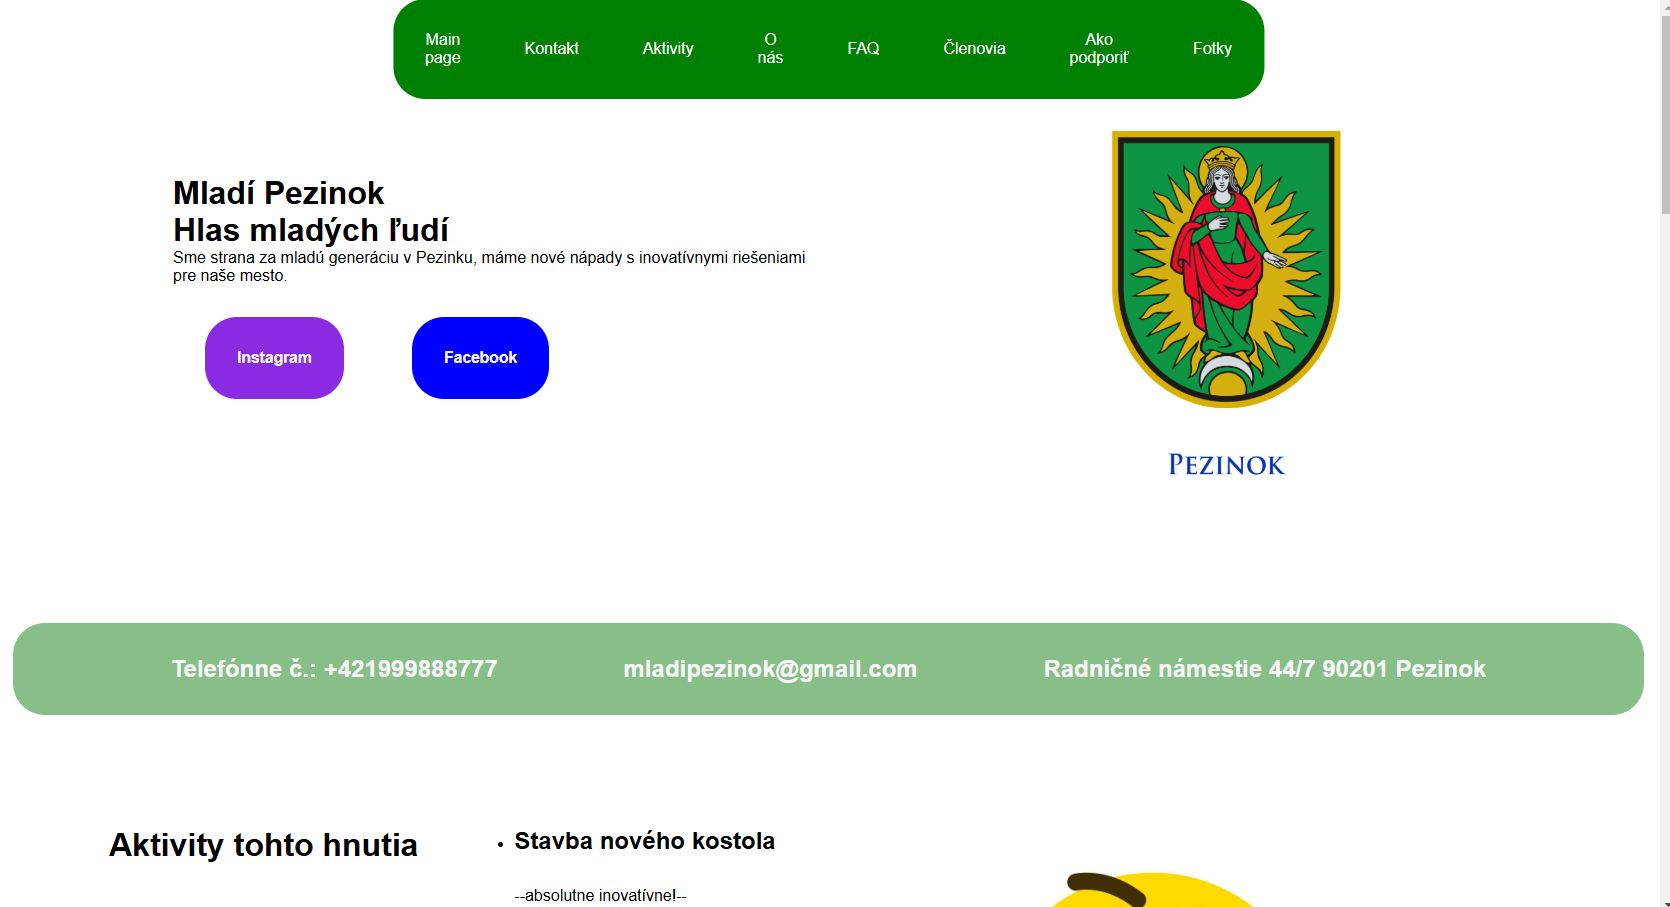 Main
page
Kontakt
Aktivity
O
nás
FAQ
Členovia
Ako
podporiť
Fotky
Mladí Pezinok
Hlas mladých ľudí
Sme strana za mladú generáciu v Pezinku, máme nové nápady s inovatívnymi riešeniami
pre naše mesto.
Instagram
Facebook
PEZINOK
Telefónne č.: +421999888777
mladipezinok@gmail.com
Radničné námestie 44/7 90201 Pezinok
Aktivity tohto hnutia
Stavba nového kostola
--absolutne inovatívne!--